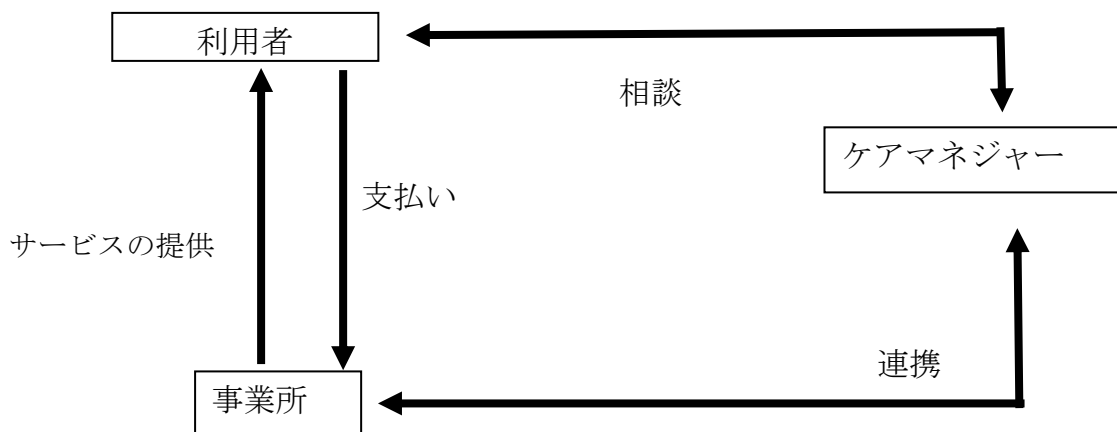 利用者
相談
ケアマネジャー
支払い
サービスの提供
連携
事業所